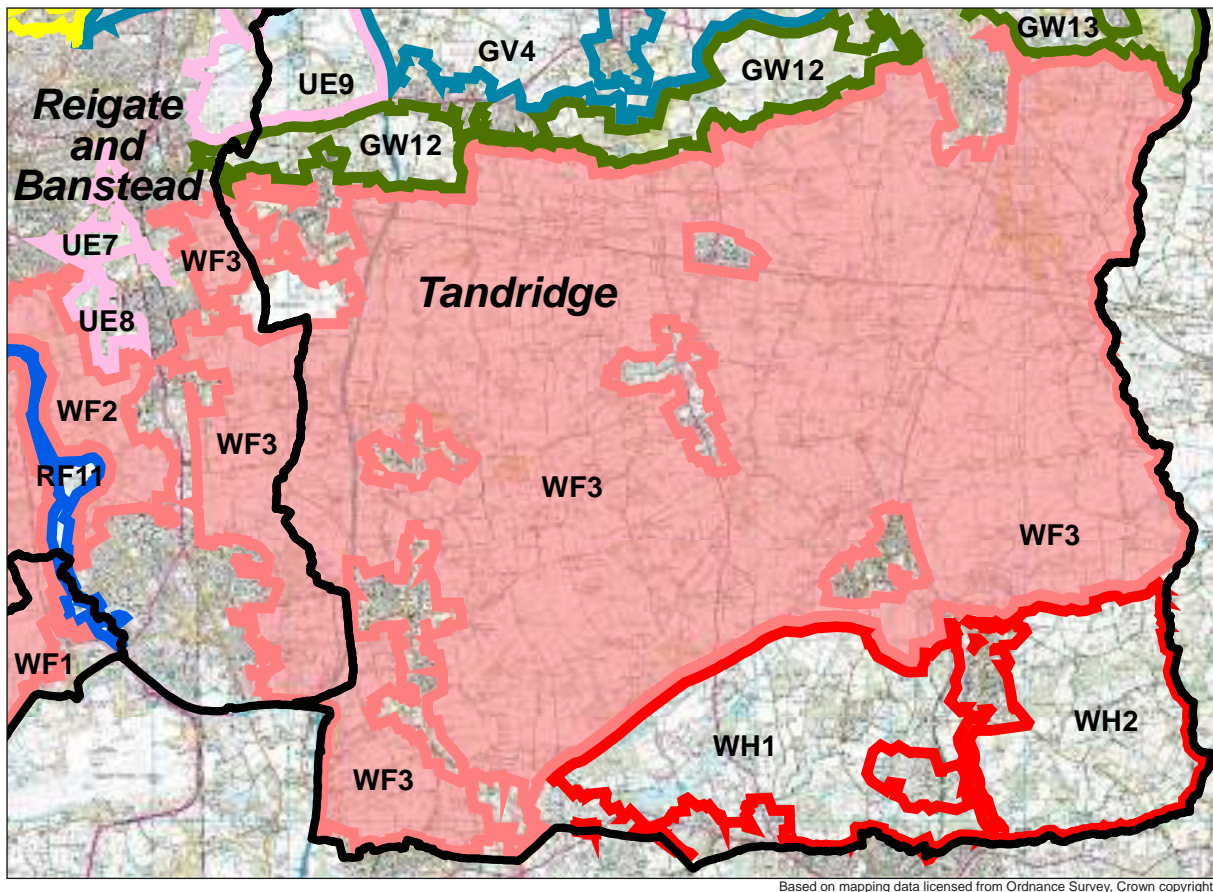 GW13
GV4
GW12
UE9
Reigate
and
Banstead
GW12
UE7
WF3
Tandridge
UE8
WF2
WF3
RF11
WF3
WF3
WF1
WH2
WH1
WF3
Based on mapping data licensed from Ordnance Survey, Crown copyright